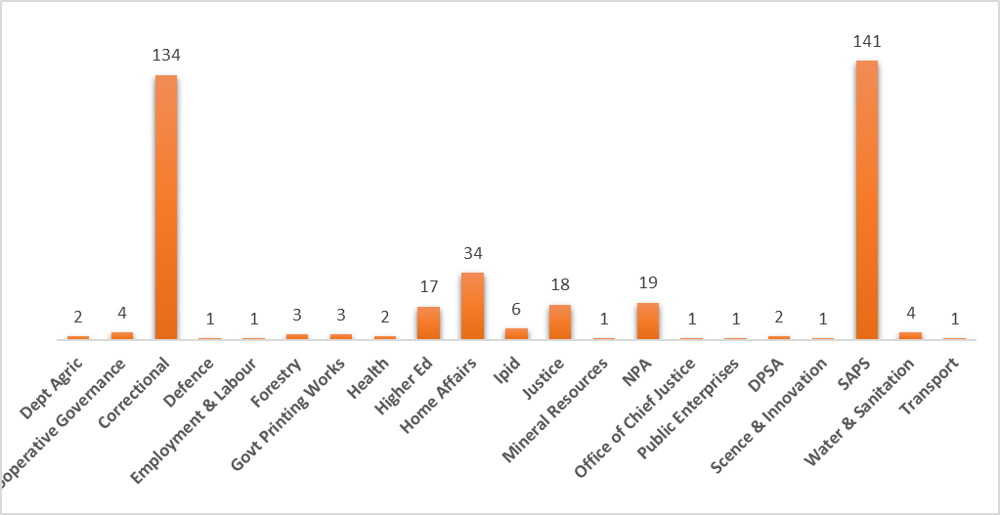 2
4
134
1
1
3
3
2
17
34
6
18
1
19
1
1
2
1
141
4
1
Dept Agric
ooperative Governance
Correctional
Defence
Employment & Labour
Forestry
Govt Printing Works
Health
Higher Ed
Home Affairs
Ipid
Justice
Mineral Resources
NPA
Office of Chief Justice
Public Enterprises
DPSA
Scence & Innovation
SAPS
Water & Sanitation
Transport